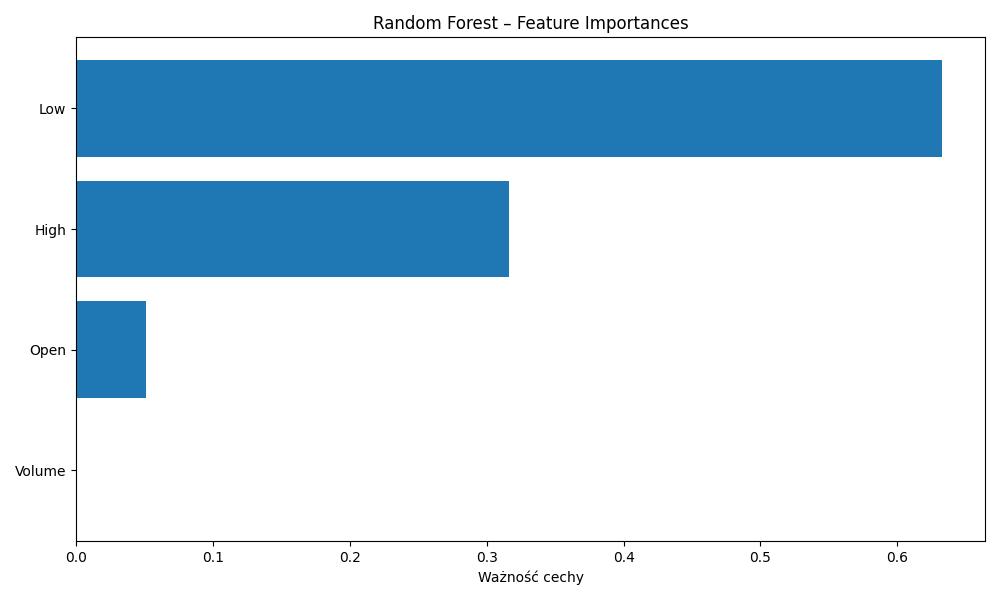 Random Forest – Feature Importances
Low
High
Open
Volume
0.0 0.1 0.2 0.3 0.4 0.5 0.6
Ważność cechy